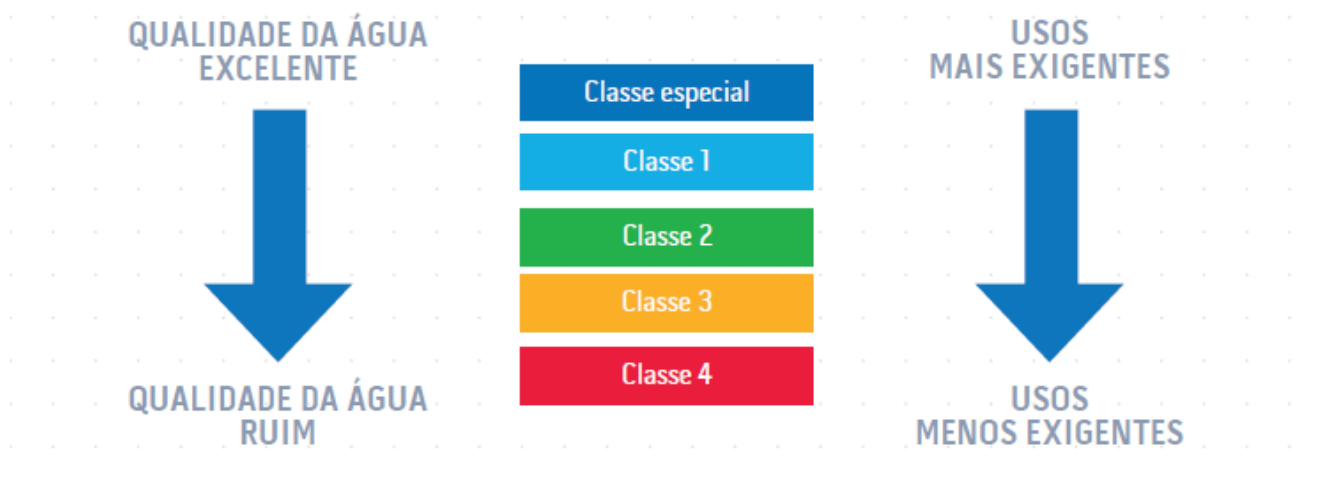 QUALIDADE DA ÁGUA
EXCELENTE
USOS
MAIS EXIGENTES
Classe especial
Classe 1
Classe 2
Classe 3
Classe 4
QUALIDADE DA ÁGUA
RUIM
USOS
MENOS EXIGENTES